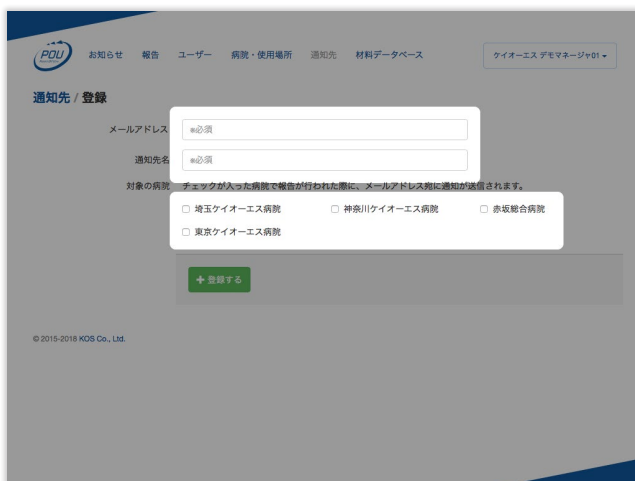 PDU
お知らせ 報告 ユーザー 病院・使用場所 通知先 材料データベース ケイオーエス デモマネージャ01
通知先 / 登録
メールアドレス ※必須
通知先名 ※必須
対象の病院 チェックが入った病院で報告が行われた際に、メールアドレス宛に通知が送信されます。
埼玉ケイオーエス病院 神奈川ケイオーエス病院 赤坂総合病院
東京ケイオーエス病院
+ 登録する
© 2015-2018 KOS Co., Ltd.